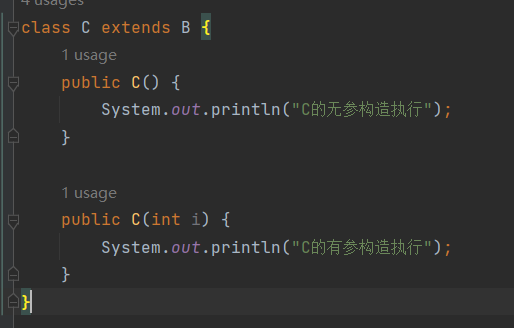 4 usages
class C extends B {
1 usage
public C() {
System.out.println("C的无参构造执行");
}
1 usage
public C(int i) {
System.out.println("C的有参构造执行");
}
}